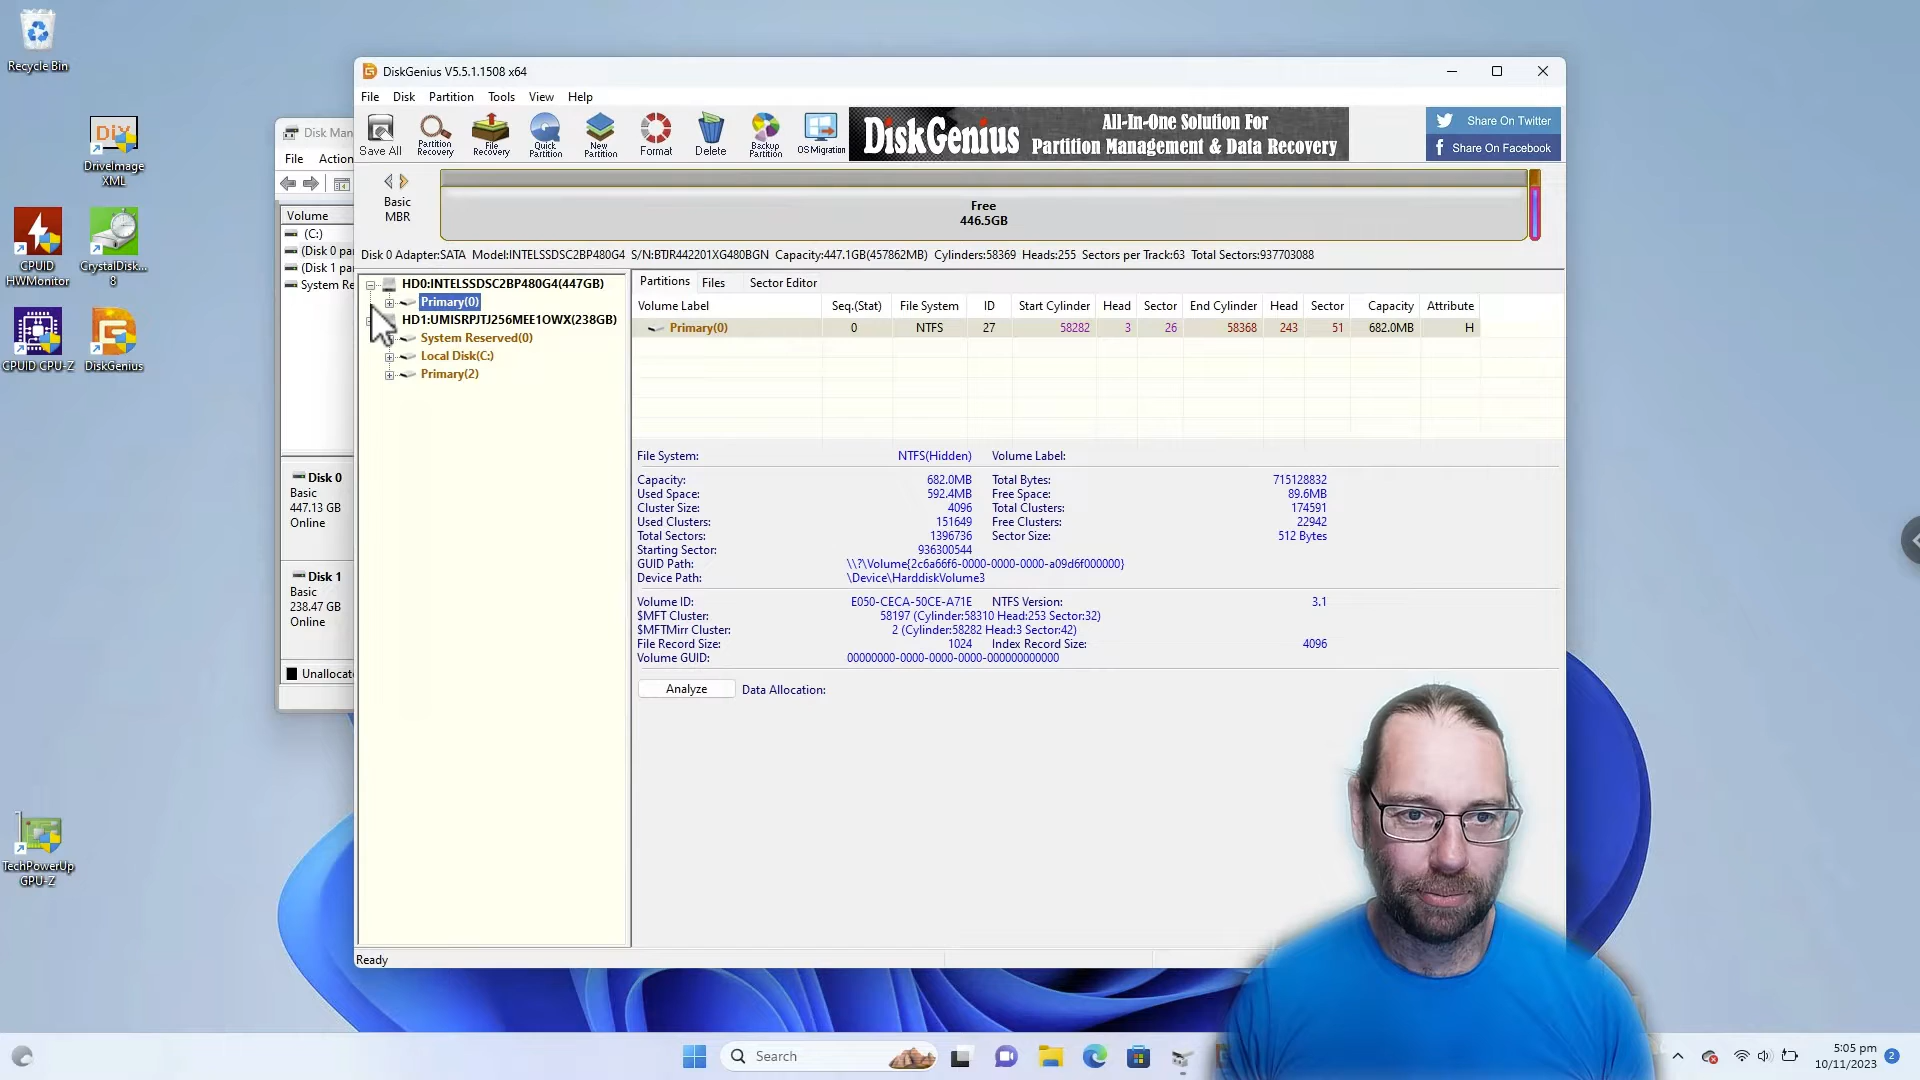 Recycle Bin
DriveImage
XML
CPUID
HWMonitor
CrystalDisk...
8
CPUID CPU-Z
DiskGenius
TechPowerUp
GPU-Z
Disk Man
File Action
Volume
(C:)
(Disk 0 pa
(Disk 1 pa
System Re
Disk 0
Basic
447.13 GB
Online
Disk 1
Basic
238.47 GB
Online
Unallocat
DiskGenius V5.5.1.1508 x64
File Disk Partition Tools View Help
Save All
Partition
Recovery
File
Recovery
Quick
Partition
New
Partition
Format
Delete
Backup
Partition
OS Migration
DiskGenius
All-In-One Solution For
Partition Management & Data Recovery
Share On Twitter
Share On Facebook
Basic
MBR
Free
446.5GB
Disk 0 Adapter:SATA Model:INTELSSDSC2BP480G4 S/N:BTJR442201XG480BGN Capacity:447.1GB(457862MB) Cylinders:58369 Heads:255 Sectors per Track:63 Total Sectors:937703088
HD0:INTELSSDSC2BP480G4(447GB)
Primary(0)
HD1:UMISRPJTJ256MEE1OWX(238GB)
System Reserved(0)
Local Disk(C:)
Primary(2)
Partitions Files Sector Editor
Volume Label Seq.(Stat) File System ID Start Cylinder Head Sector End Cylinder Head Sector Capacity Attribute
Primary(0) 0 NTFS 27 58282 3 26 58368 243 51 682.0MB H
File System: NTFS(Hidden) Volume Label:
Capacity: 682.0MB Total Bytes: 715128832
Used Space: 592.4MB Free Space: 89.6MB
Cluster Size: 4096 Total Clusters: 174591
Used Clusters: 151649 Free Clusters: 22942
Total Sectors: 1396736 Sector Size: 512 Bytes
Starting Sector: 936300544
GUID Path: \\?\Volume{2c6a66f6-0000-0000-0000-a09d6f000000}
Device Path: \Device\HarddiskVolume3
Volume ID: E050-CECA-50CE-A71E NTFS Version: 3.1
$MFT Cluster: 58197 (Cylinder:58310 Head:253 Sector:32)
$MFTMirr Cluster: 2 (Cylinder:58282 Head:3 Sector:42)
File Record Size: 1024 Index Record Size: 4096
Volume GUID: 00000000-0000-0000-0000-000000000000
Analyze Data Allocation:
Ready
Search
5:05 pm
10/11/2023
2